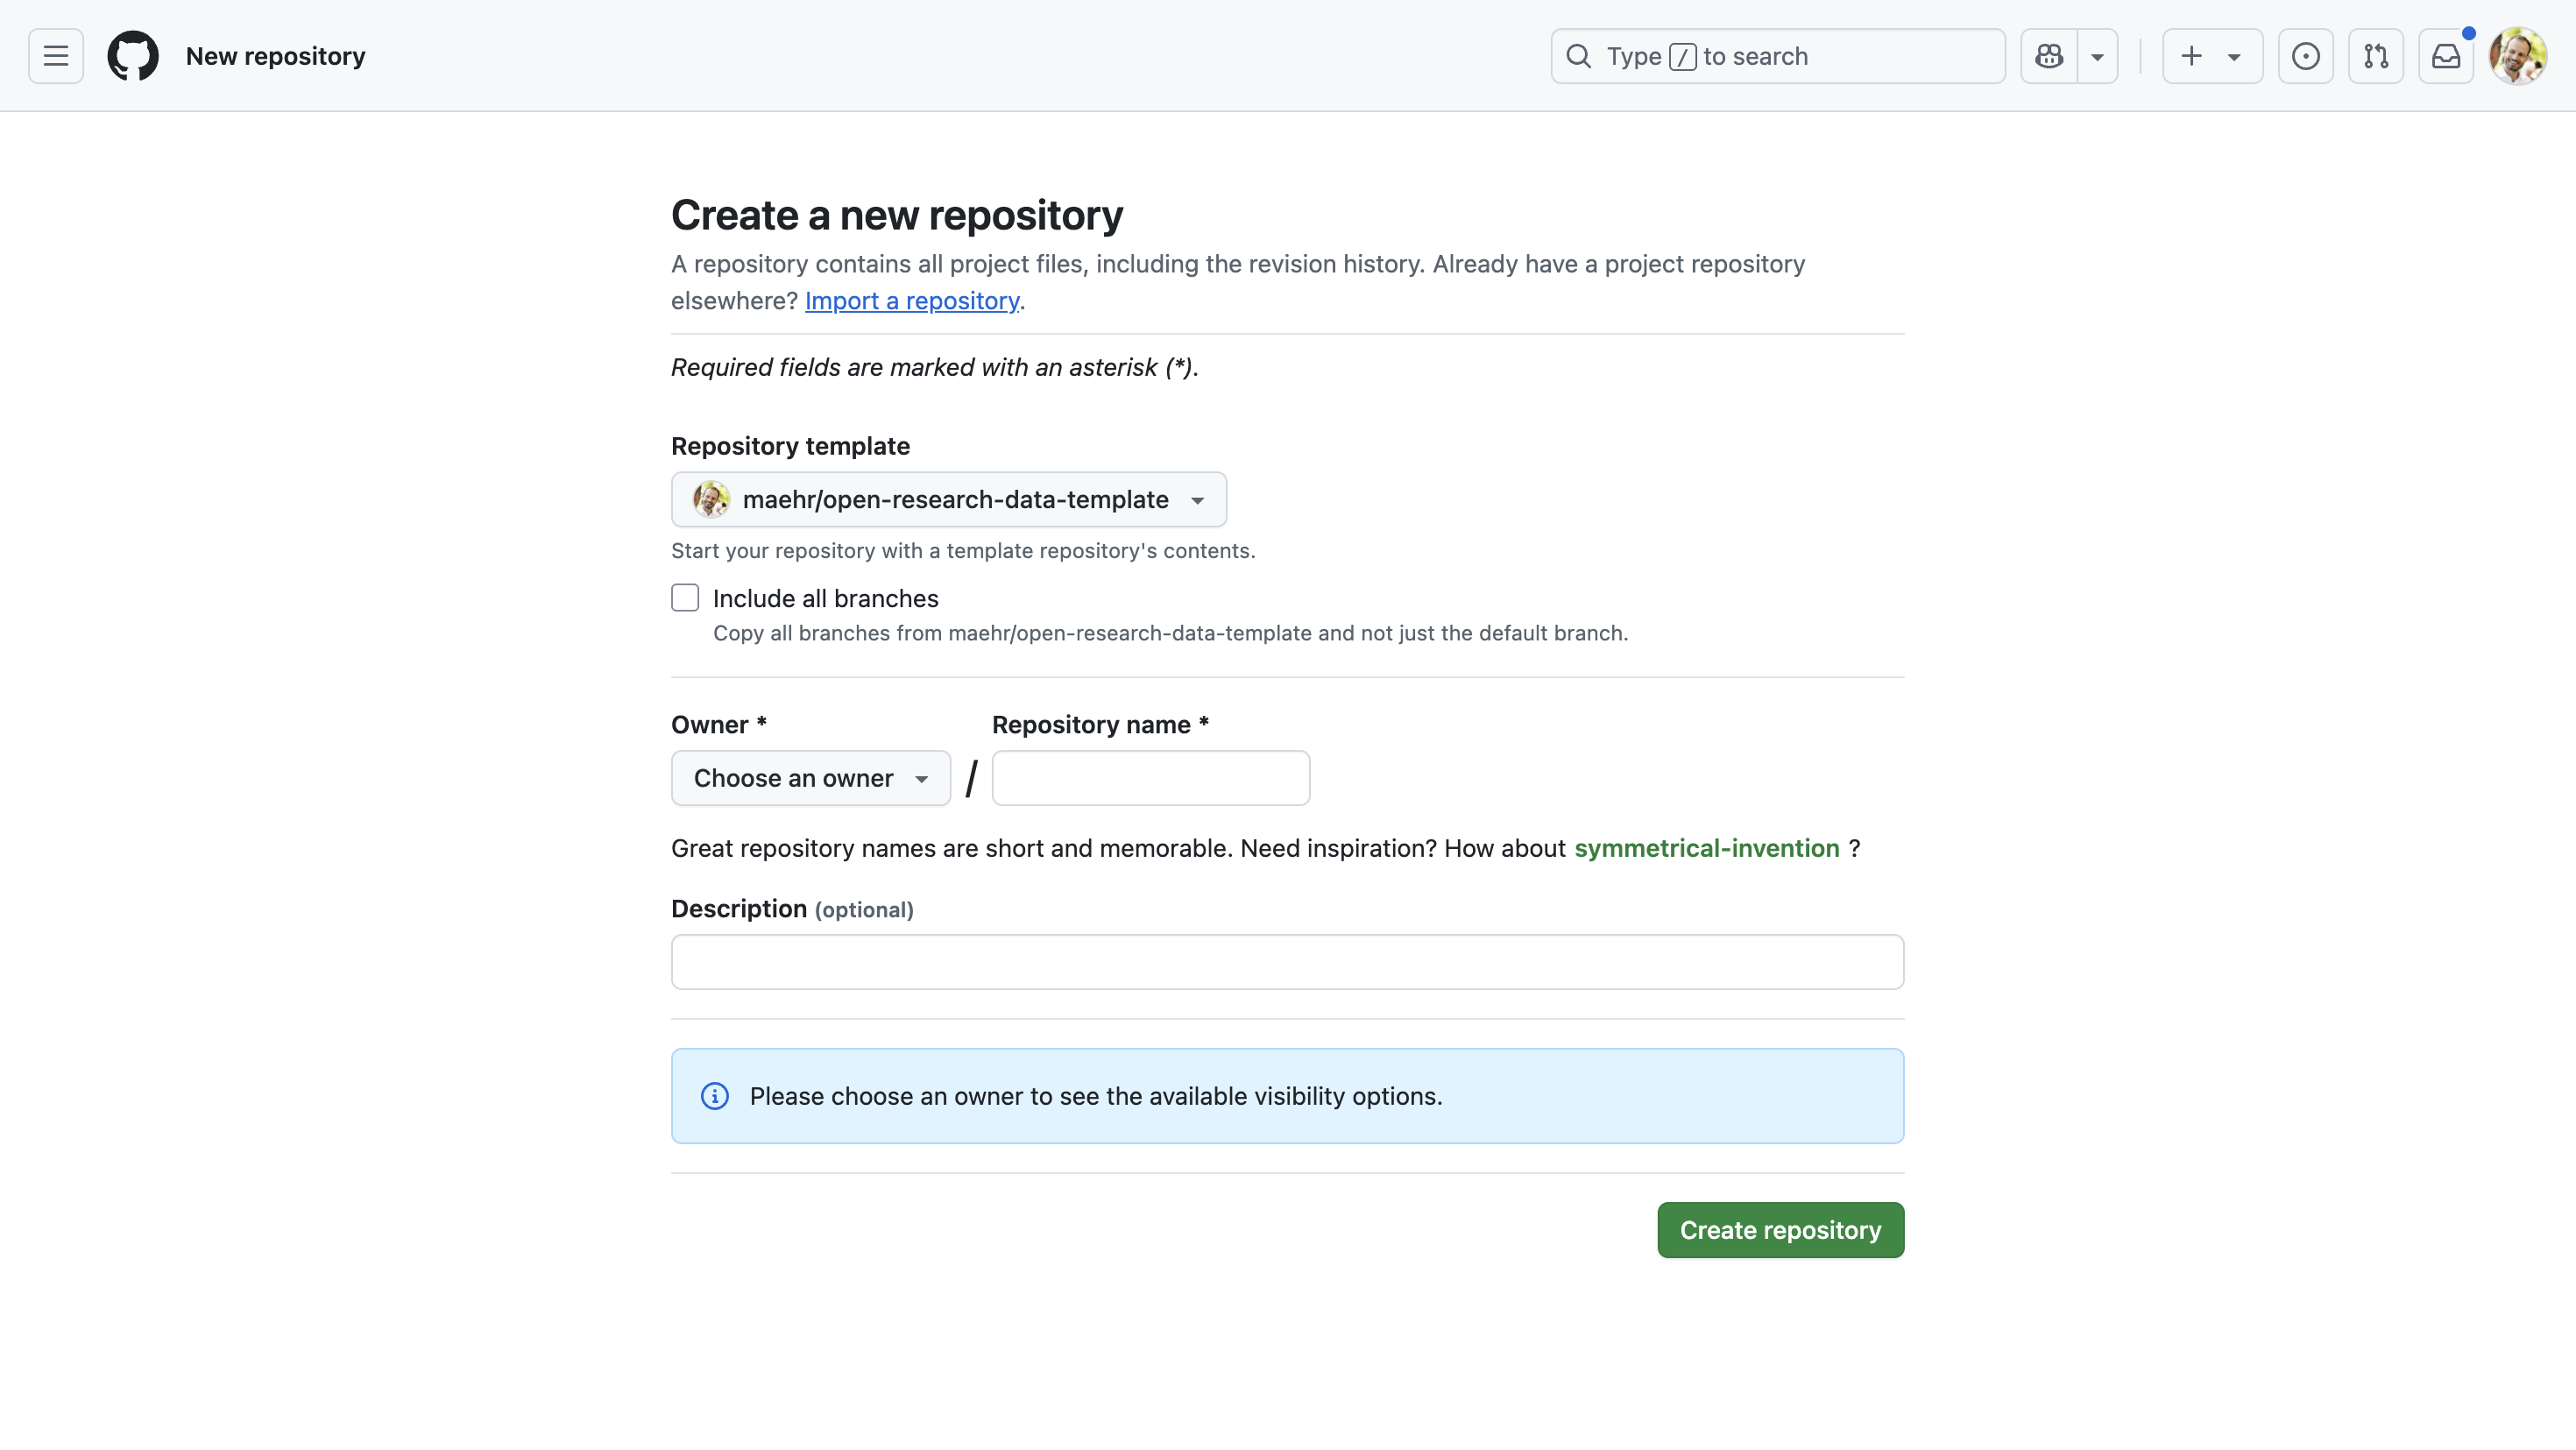 New repository
Type / to search
Create a new repository
A repository contains all project files, including the revision history. Already have a project repository
elsewhere? Import a repository.
Required fields are marked with an asterisk (*).
Repository template
maehr/open-research-data-template
Start your repository with a template repository's contents.
Include all branches
Copy all branches from maehr/open-research-data-template and not just the default branch.
Owner * Repository name *
Choose an owner /
Great repository names are short and memorable. Need inspiration? How about symmetrical-invention ?
Description (optional)
Please choose an owner to see the available visibility options.
Create repository